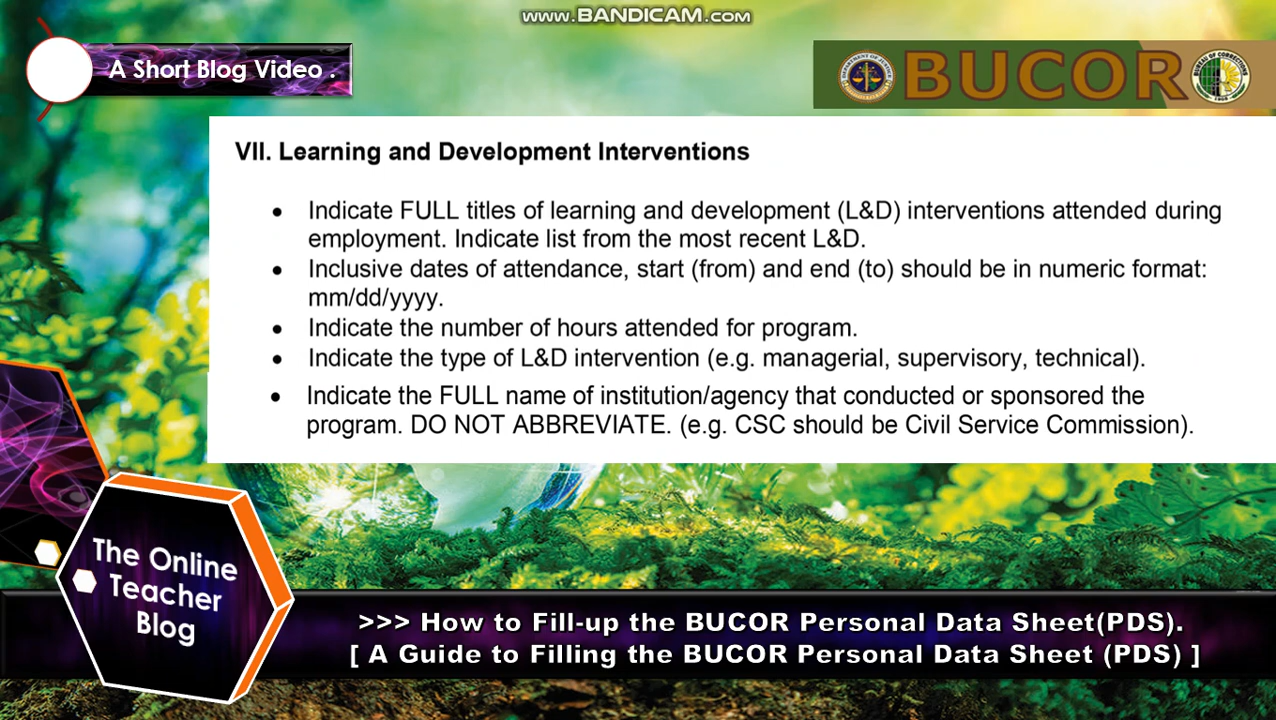 www.BANDICAM.com
A Short Blog Video .
BUCOR
VII. Learning and Development Interventions
• Indicate FULL titles of learning and development (L&D) interventions attended during
employment. Indicate list from the most recent L&D.
• Inclusive dates of attendance, start (from) and end (to) should be in numeric format:
mm/dd/yyyy.
• Indicate the number of hours attended for program.
• Indicate the type of L&D intervention (e.g. managerial, supervisory, technical).
• Indicate the FULL name of institution/agency that conducted or sponsored the
program. DO NOT ABBREVIATE. (e.g. CSC should be Civil Service Commission).
The Online
Teacher
Blog
>>> How to Fill-up the BUCOR Personal Data Sheet(PDS).
[ A Guide to Filling the BUCOR Personal Data Sheet (PDS) ]